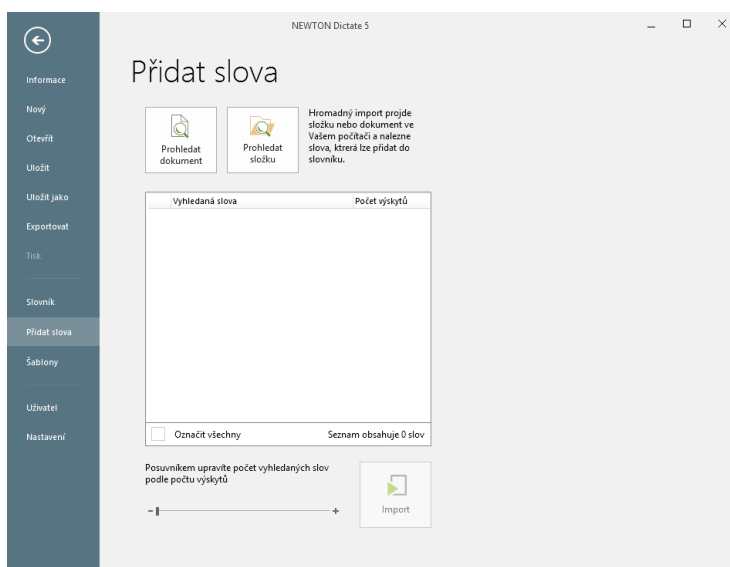 NEWTON Dictate 5
Informace
Nový
Otevřít
Uložit
Uložit jako
Exportovat
Tisk
Slovník
Přidat slova
Šablony
Uživatel
Nastavení
Přidat slova
Prohledat
dokument
Prohledat
složku
Hromadný import projde
složku nebo dokument ve
Vašem počítači a nalezne
slova, ktrerá lze přidat do
slovníku.
Vyhledaná slova Počet výskytů
Označit všechny Seznam obsahuje 0 slov
Posuvníkem upravíte počet vyhledaných slov
podle počtu výskytů
- +
Import